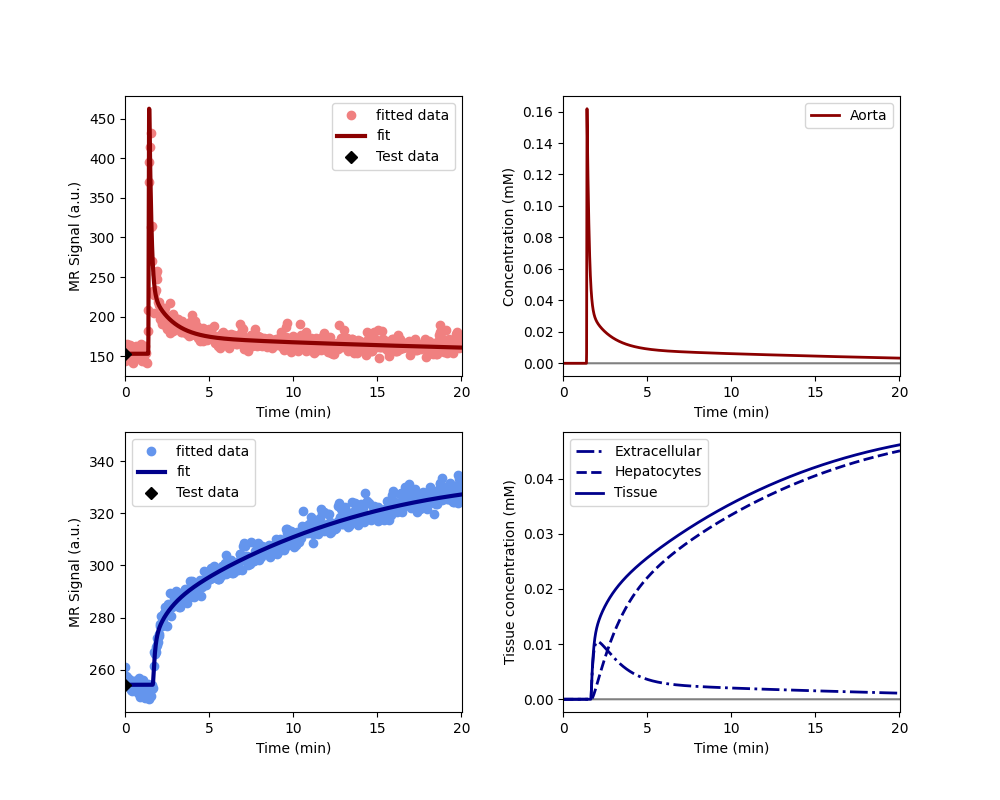 450
400
350
300
250
200
150
MR Signal (a.u.)
0 5 10 15 20
Time (min)
fitted data
fit
Test data
0.16
0.14
0.12
0.10
0.08
0.06
0.04
0.02
0.00
Concentration (mM)
0 5 10 15 20
Time (min)
Aorta
340
320
300
280
260
MR Signal (a.u.)
0 5 10 15 20
Time (min)
fitted data
fit
Test data
0.04
0.03
0.02
0.01
0.00
Tissue concentration (mM)
0 5 10 15 20
Time (min)
Extracellular
Hepatocytes
Tissue